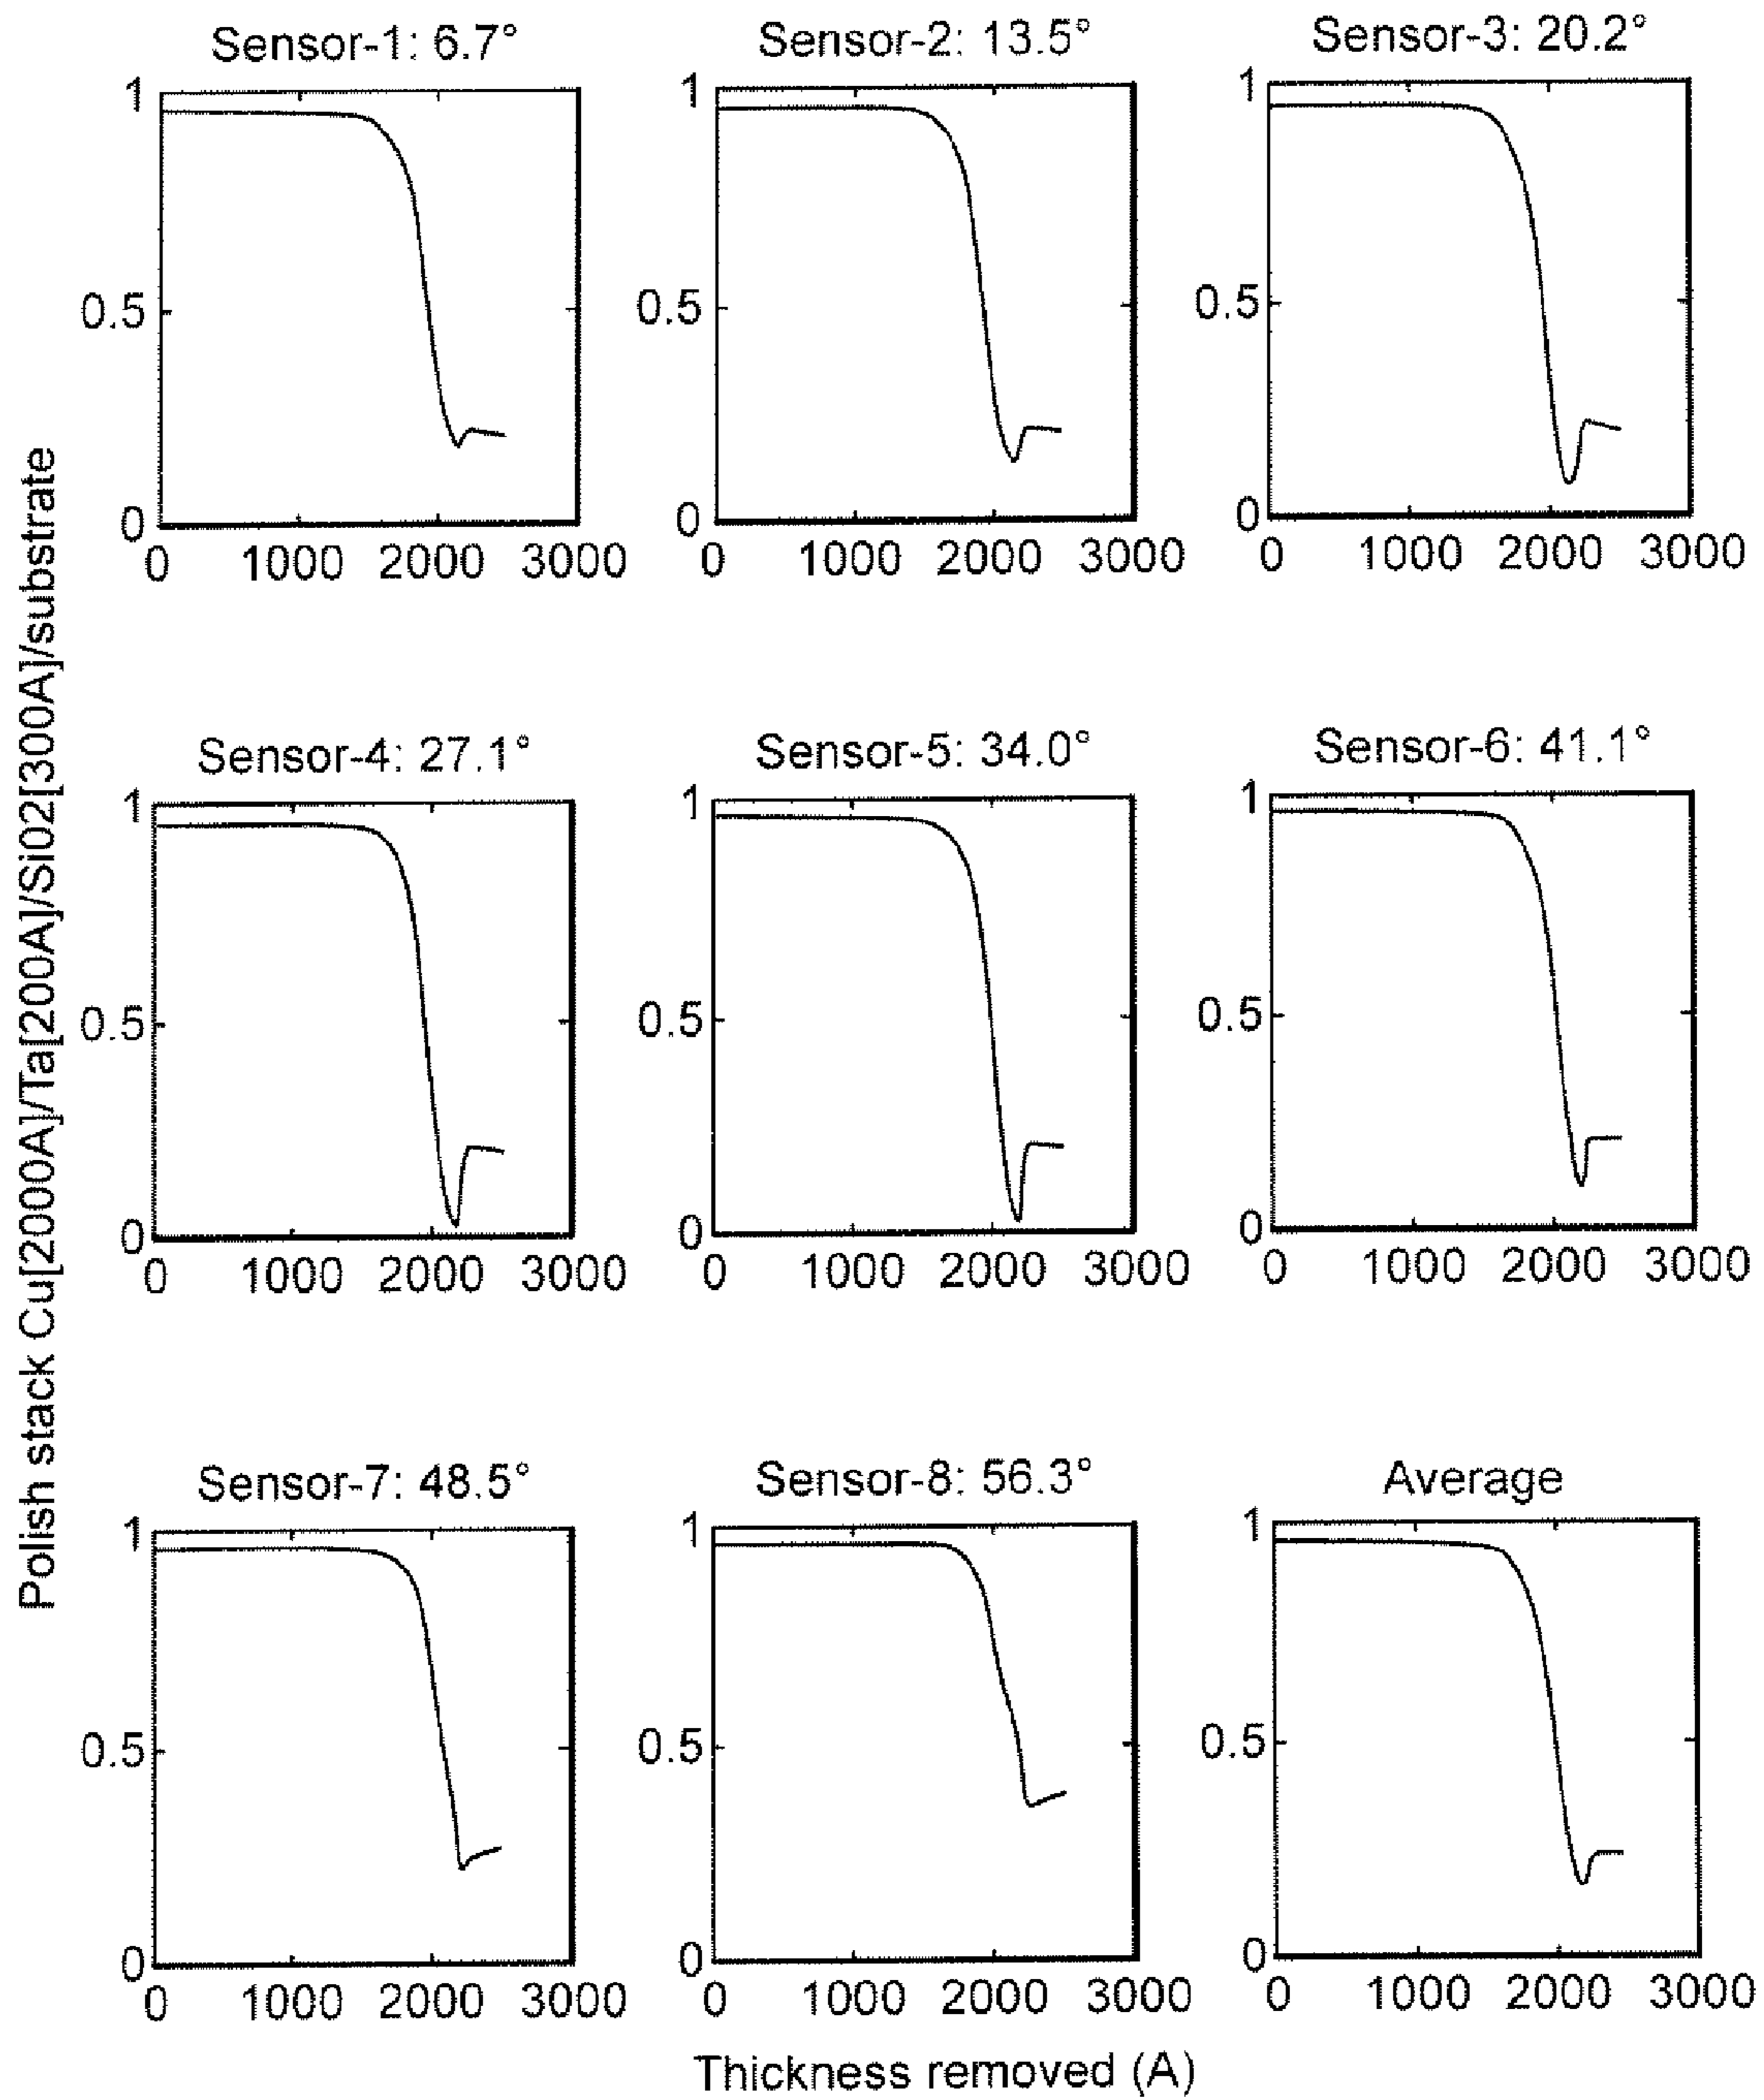 Sensor-1: 6.7°
Sensor-2: 13.5°
Sensor-3: 20.2°
1
0.5
0
0 1000 2000 3000
1
0.5
0
0 1000 2000 3000
1
0.5
0
0 1000 2000 3000
Polish stack Cu[2000A]/Ta[200A]/Si02[300A]/substrate
Sensor-4: 27.1°
Sensor-5: 34.0°
Sensor-6: 41.1°
1
0.5
0
0 1000 2000 3000
1
0.5
0
0 1000 2000 3000
1
0.5
0
0 1000 2000 3000
Sensor-7: 48.5°
Sensor-8: 56.3°
Average
1
0.5
0
0 1000 2000 3000
1
0.5
0
0 1000 2000 3000
1
0.5
0
0 1000 2000 3000
Thickness removed (A)